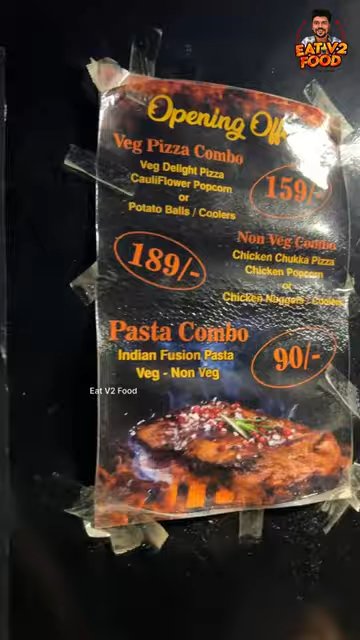 EAT V2
FOOD
Opening
Veg Pizza Combo
Veg Delight Pizza
CauliFlower Popcorn
or
Potato Balls / Coolers
159/-
Non Veg Combo
Chicken Chukka Pizza
Chicken Popcorn
or
Chicken Nuggets / Coolers
189/-
Pasta Combo
Indian Fusion Pasta
Veg - Non Veg
90/-
Eat V2 Food